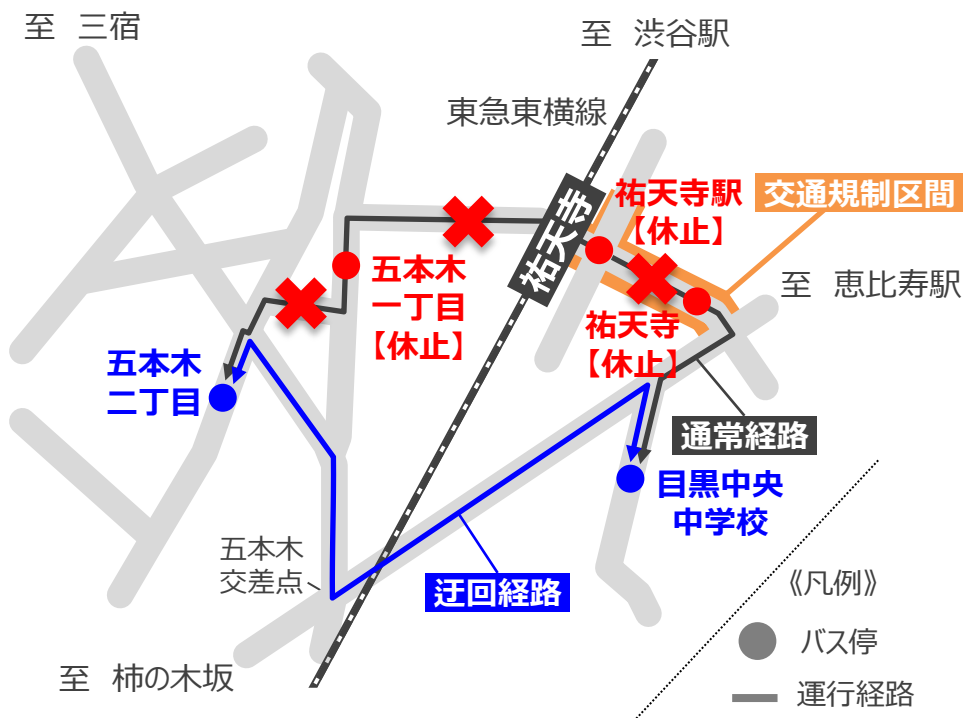 至 三宿
至 渋谷駅
東急東横線
祐天寺
祐天寺駅
【休止】
交通規制区間
五本木
一丁目
【休止】
至 恵比寿駅
祐天寺
【休止】
五本木
二丁目
通常経路
目黒中央
中学校
五本木
交差点
迂回経路
《凡例》
バス停
至 柿の木坂
運行経路